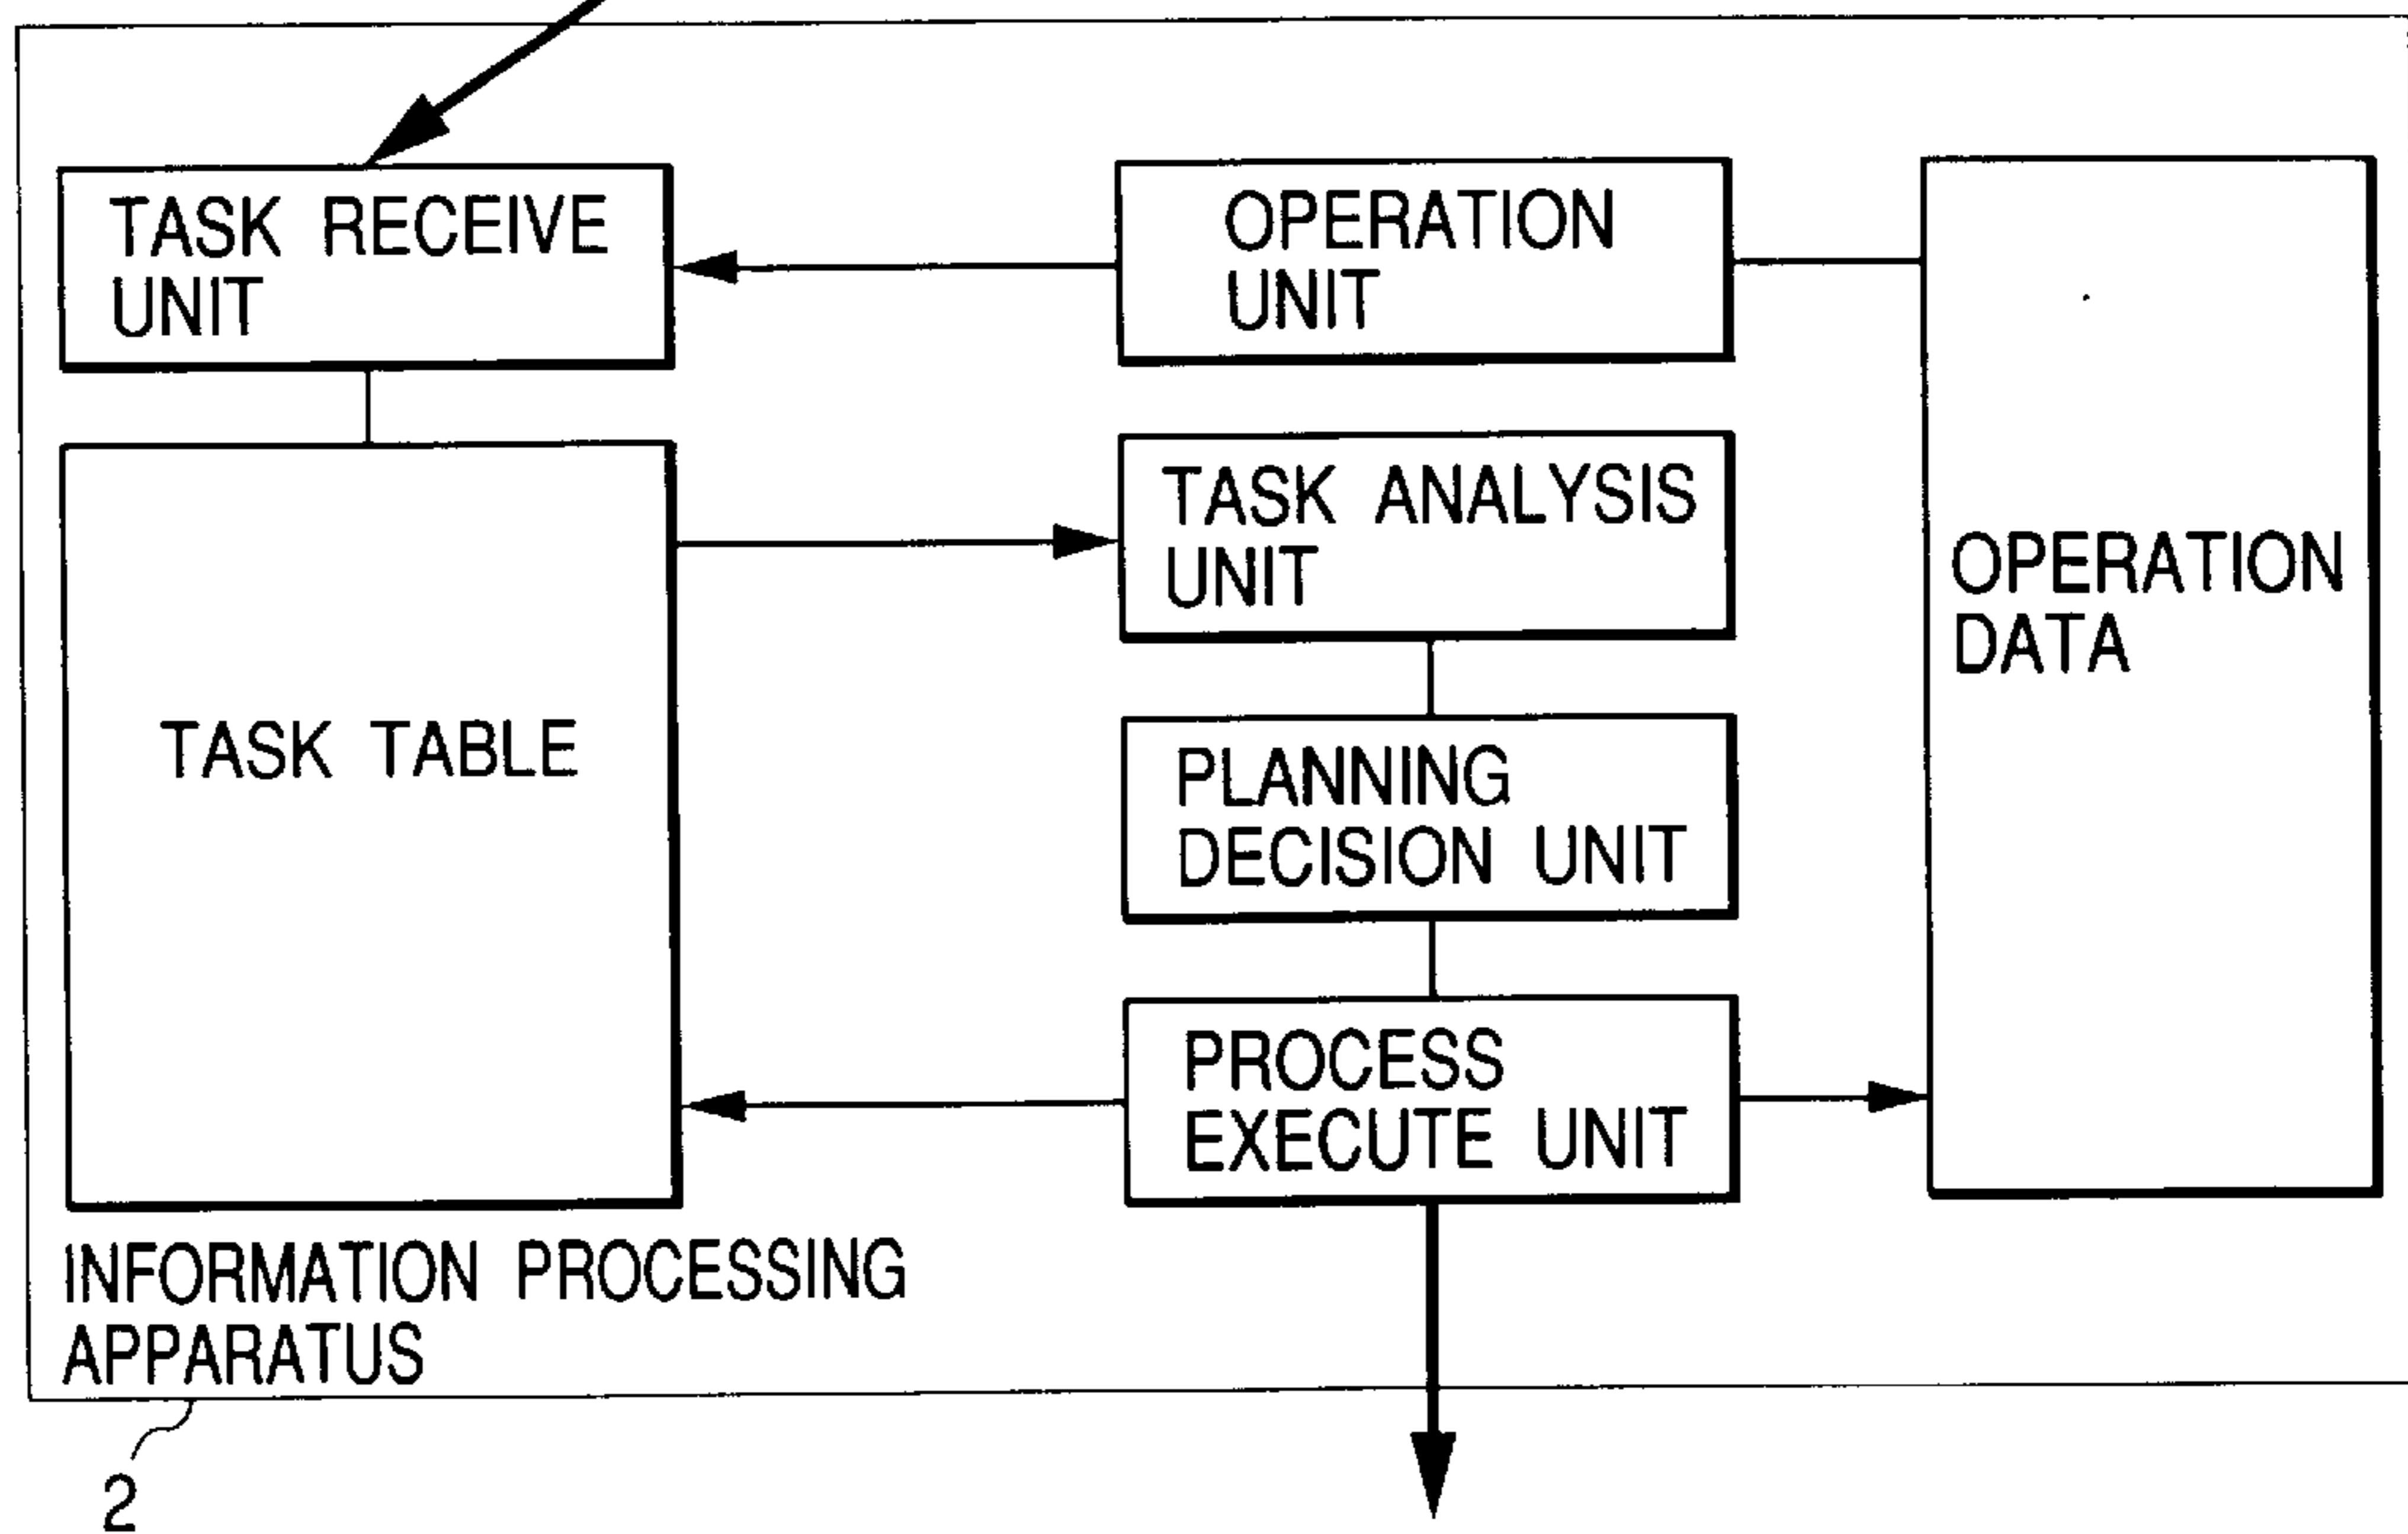 TASK RECEIVE
UNIT
OPERATION
UNIT
TASK ANALYSIS
UNIT
OPERATION
DATA
TASK TABLE
PLANNING
DECISION UNIT
PROCESS
EXECUTE UNIT
INFORMATION PROCESSING
APPARATUS
2